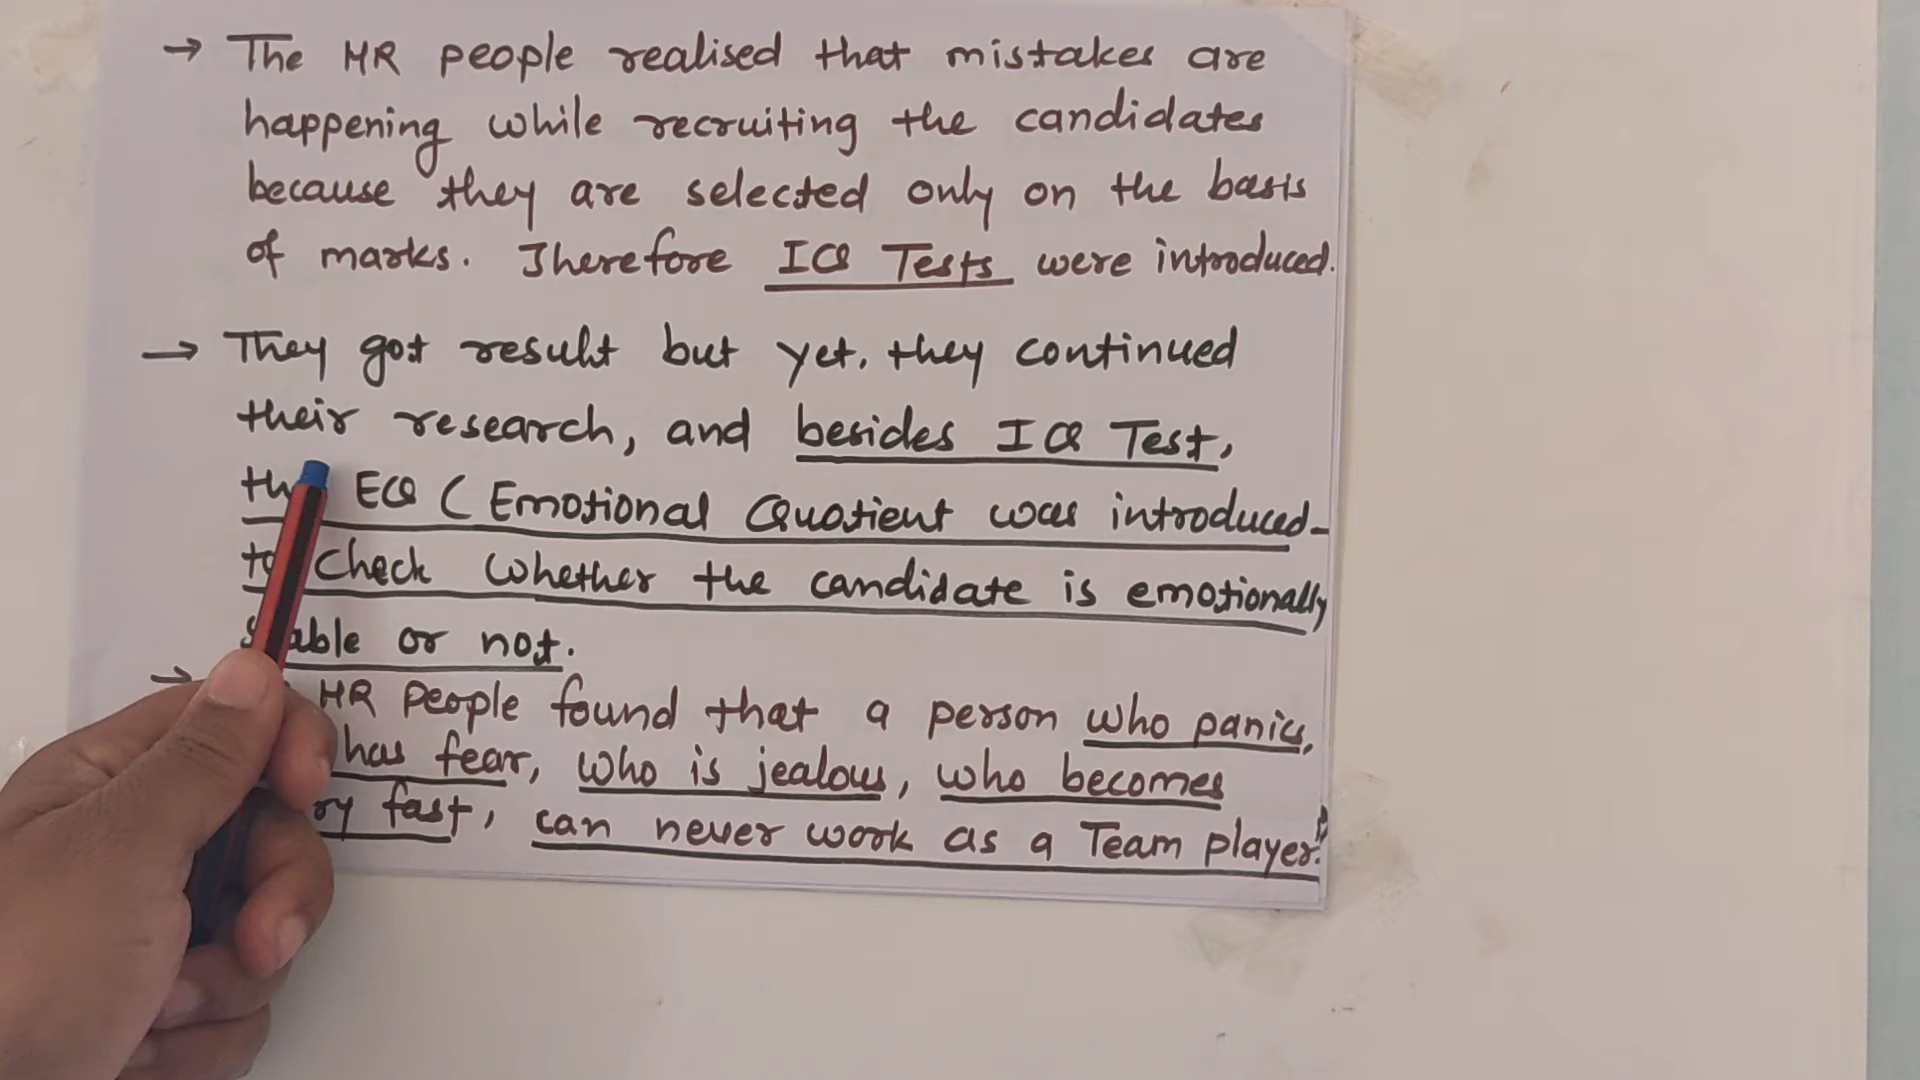 → The HR people realised that mistakes are
happening while recruiting the candidates
because they are selected only on the basis
of marks. Therefore IQ Tests were introduced.
→ They got result but yet, they continued
their research, and besides IQ Test,
EQ (Emotional Quotient was introduced-
to check whether the candidate is emotionally
stable or not.
→ HR People found that a person who panics,
has fear, who is jealous, who becomes
fast, can never work as a Team player."